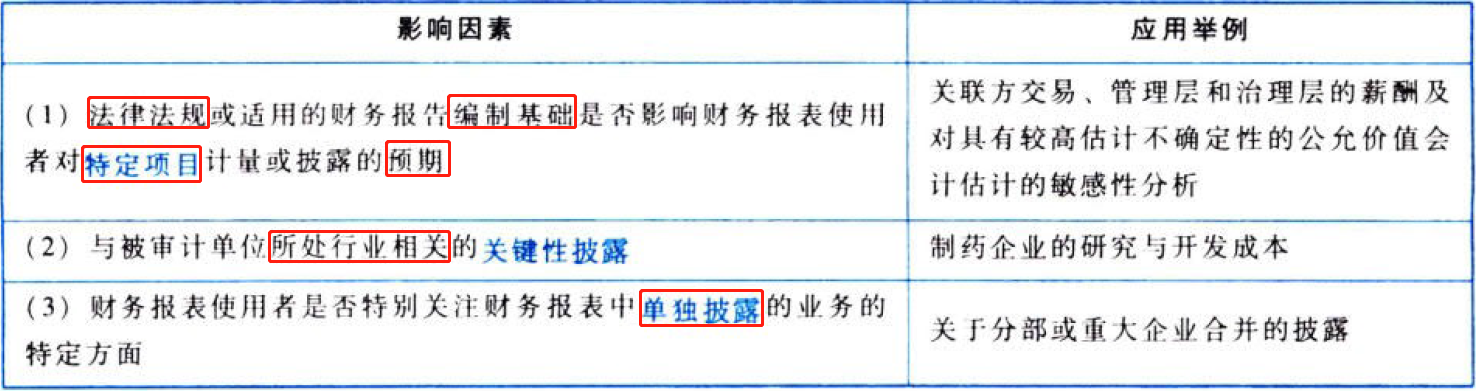 影响因素
应用举例
(1) 法律法规或适用的财务报告编制基础是否影响财务报表使用
者对特定项目计量或披露的预期
关联方交易、管理层和治理层的薪酬及
对具有较高估计不确定性的公允价值会
计估计的敏感性分析
(2) 与被审计单位所处行业相关的关键性披露
制药企业的研究与开发成本
(3) 财务报表使用者是否特别关注财务报表中单独披露的业务的
特定方面
关于分部或重大企业合并的披露